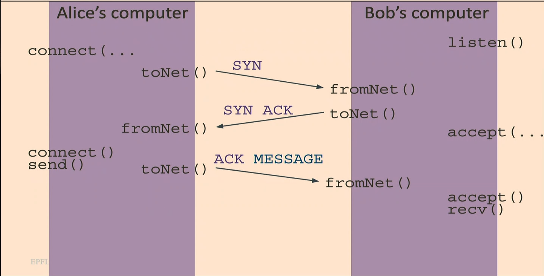 Alice's computer
Bob's computer
listen()
connect(...
SYN
toNet()
fromNet()
SYN ACK
toNet()
fromNet()
accept(...
connect()
send()
ACK MESSAGE
toNet()
fromNet()
accept()
recv()